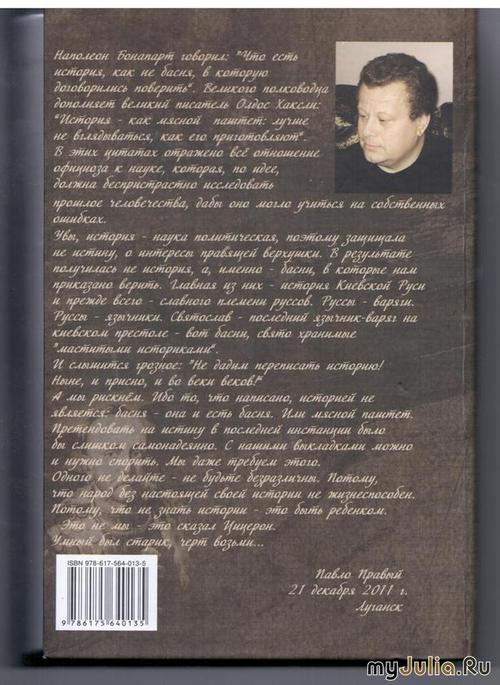 Наполеон Бонапарт говорил: "Что есть
история, как не басня, в которую
договорились поверить". Великого полководца
дополняет великий писатель Олдос Хаксли:
"История - как мясной паштет: лучше
не вглядываться, как его приготовляют".
В этих цитатах отражено всё отношение
официоза к науке, которая, по идее,
должна беспристрастно исследовать
прошлое человечества, дабы оно могло учиться на собственных
ошибках.
Увы, история - наука политическая, поэтому защищала
не истину, а интересы правящей верхушки. В результате
получилась не история, а, именно - басни, в которые нам
приказано верить. Главная из них - история Киевской Руси
и прежде всего - славного племени руссов. Руссы - варяги.
Руссы - язычники. Святослав - последний язычник-варяг на
киевском престоле - вот басни, свято хранимые
"маститыми историками".
И слышится грозное: "Не дадим переписать историю!
Ныне, и присно, и во веки веков!"
А мы рискнём. Ибо то, что написано, историей не
является: басня - она и есть басня. Или мясной паштет.
Претендовать на истину в последней инстанции было
бы слишком самонадеянно. С нашими выкладками можно
и нужно спорить. Мы даже требуем этого.
Одного не делайте - не будьте безразличны. Потому,
что народ без настоящей своей истории не жизнеспособен.
Потому, что не знать истории - это быть ребенком.
Это не мы - это сказал Цицерон.
Умный был старик, черт возьми...
ISBN 978-617-564-013-5
9 786175 640135
Павло Правый
21 декабря 2011 г.
Луганск
myJulia.Ru